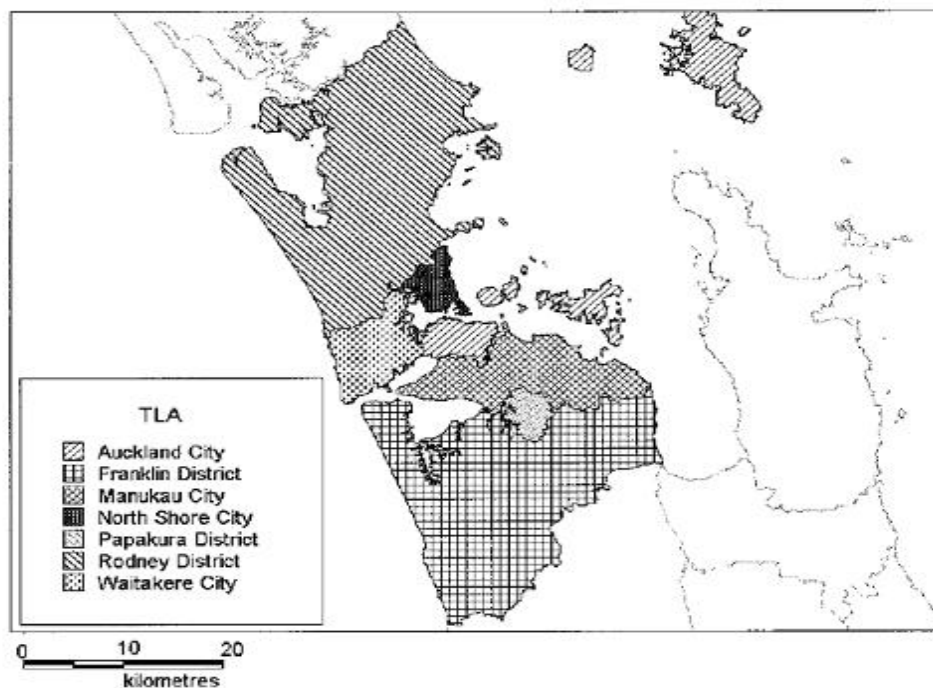 TLA
Auckland City
Franklin District
Manukau City
North Shore City
Papakura District
Rodney District
Waitakere City
0 10 20
kilometres